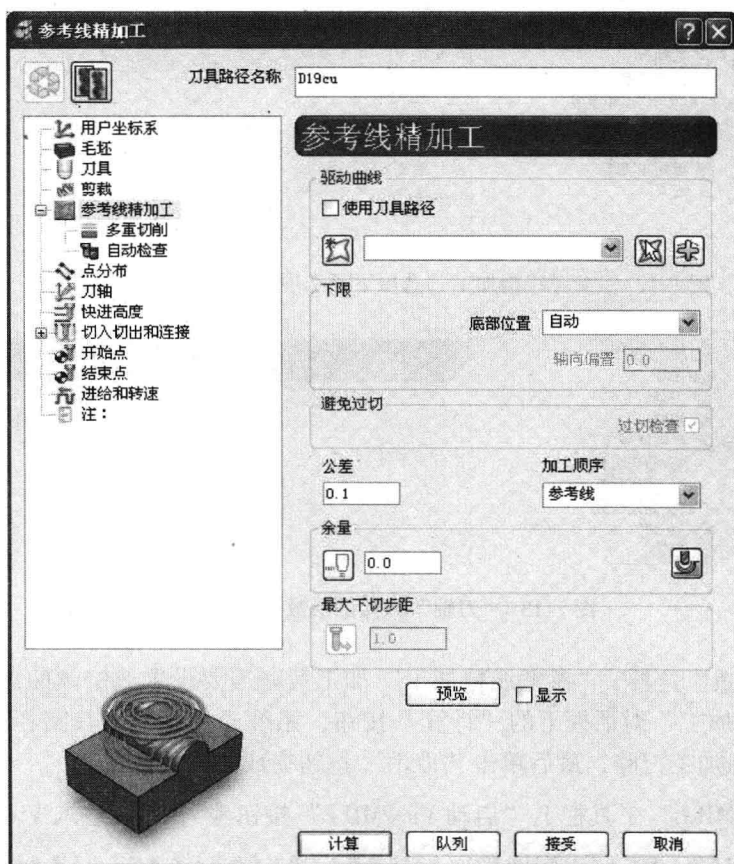 参考线精加工
刀具路径名称 D19cu
用户坐标系
毛坯
刀具
剪裁
参考线精加工
多重切削
自动检查
点分布
刀轴
快进高度
切入切出和连接
开始点
结束点
进给和转速
注：
参考线精加工
驱动曲线
使用刀具路径
下限
底部位置 自动
轴向偏置 0.0
避免过切
过切检查
公差 加工顺序
0.1 参考线
余量
0.0
最大下切步距
1.0
预览 显示
计算 队列 接受 取消